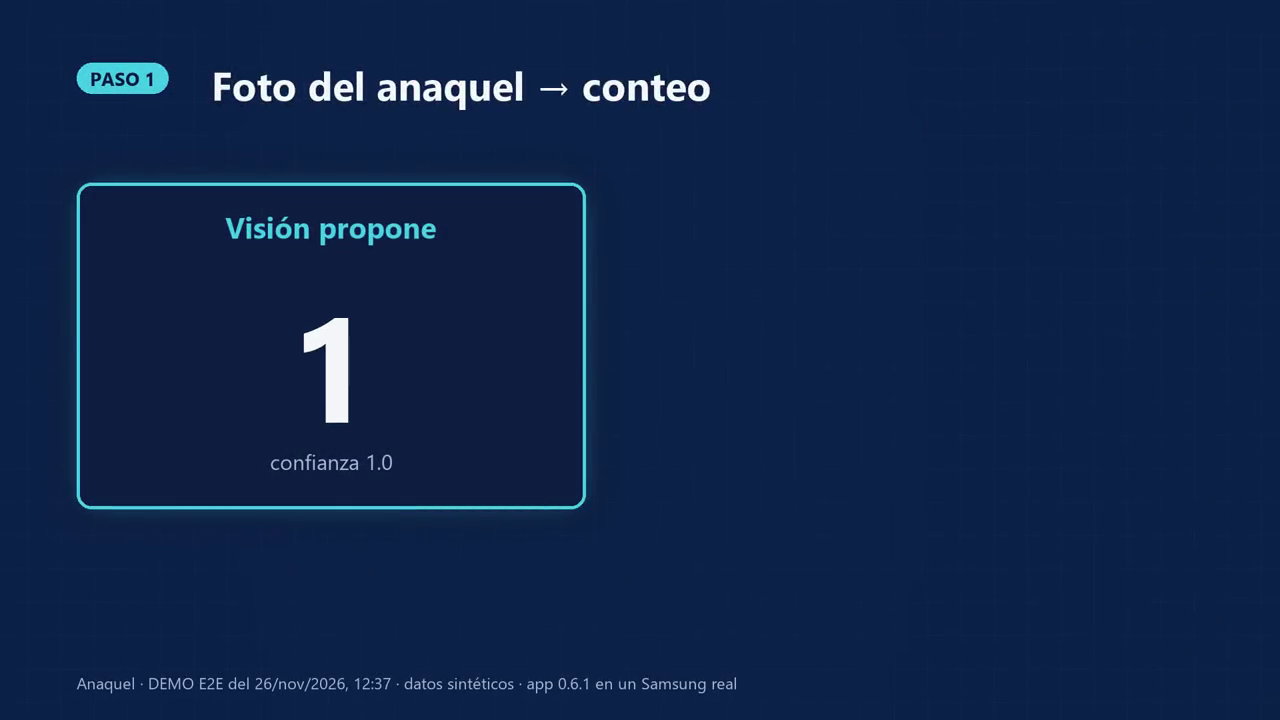 PASO 1
Foto del anaquel → conteo
Visión propone
1
confianza 1.0
Anaquel · DEMO E2E del 26/nov/2026, 12:37 · datos sintéticos · app 0.6.1 en un Samsung real